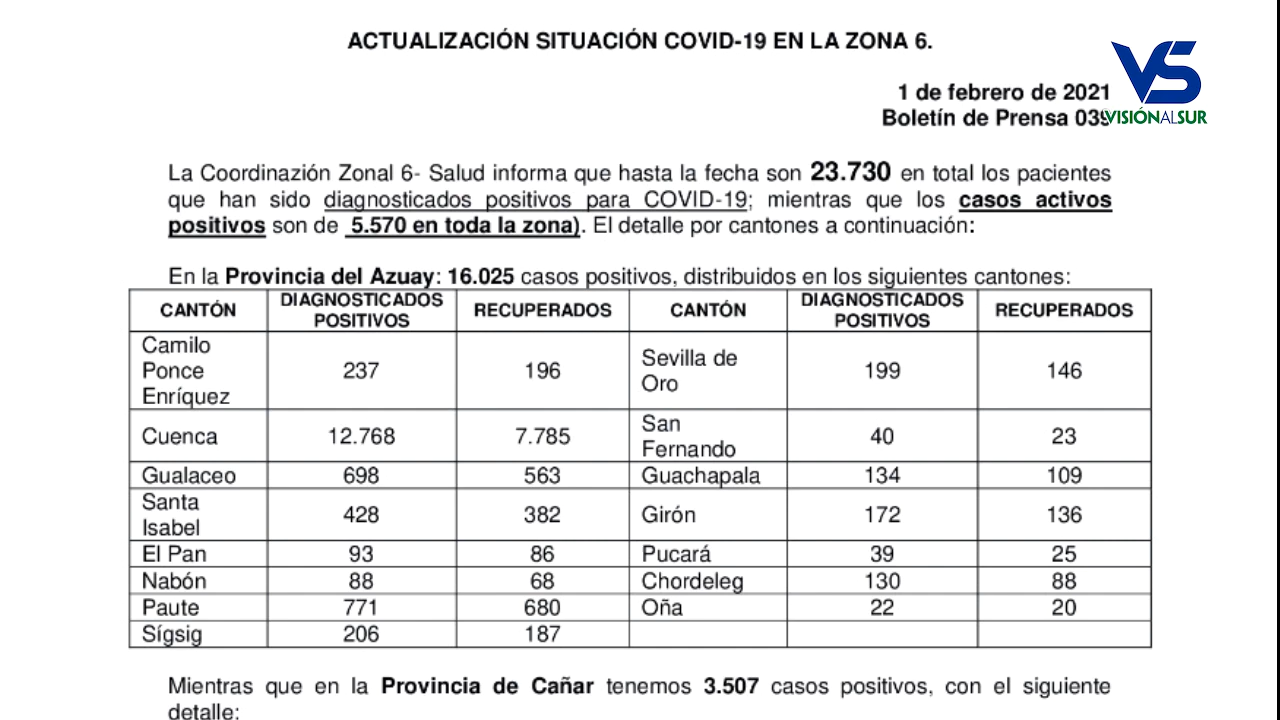 ACTUALIZACIÓN SITUACIÓN COVID-19 EN LA ZONA 6.
VS
VISIÓNALSUR
1 de febrero de 2021
Boletín de Prensa 039
La Coordinazión Zonal 6- Salud informa que hasta la fecha son 23.730 en total los pacientes
que han sido diagnosticados positivos para COVID-19; mientras que los casos activos
positivos son de 5.570 en toda la zona). El detalle por cantones a continuación:
En la Provincia del Azuay: 16.025 casos positivos, distribuidos en los siguientes cantones:
CANTÓN DIAGNOSTICADOS POSITIVOS RECUPERADOS CANTÓN DIAGNOSTICADOS POSITIVOS RECUPERADOS
Camilo Ponce Enríquez 237 196 Sevilla de Oro 199 146
Cuenca 12.768 7.785 San Fernando 40 23
Gualaceo 698 563 Guachapala 134 109
Santa Isabel 428 382 Girón 172 136
El Pan 93 86 Pucará 39 25
Nabón 88 68 Chordeleg 130 88
Paute 771 680 Oña 22 20
Sígsig 206 187
Mientras que en la Provincia de Cañar tenemos 3.507 casos positivos, con el siguiente
detalle: